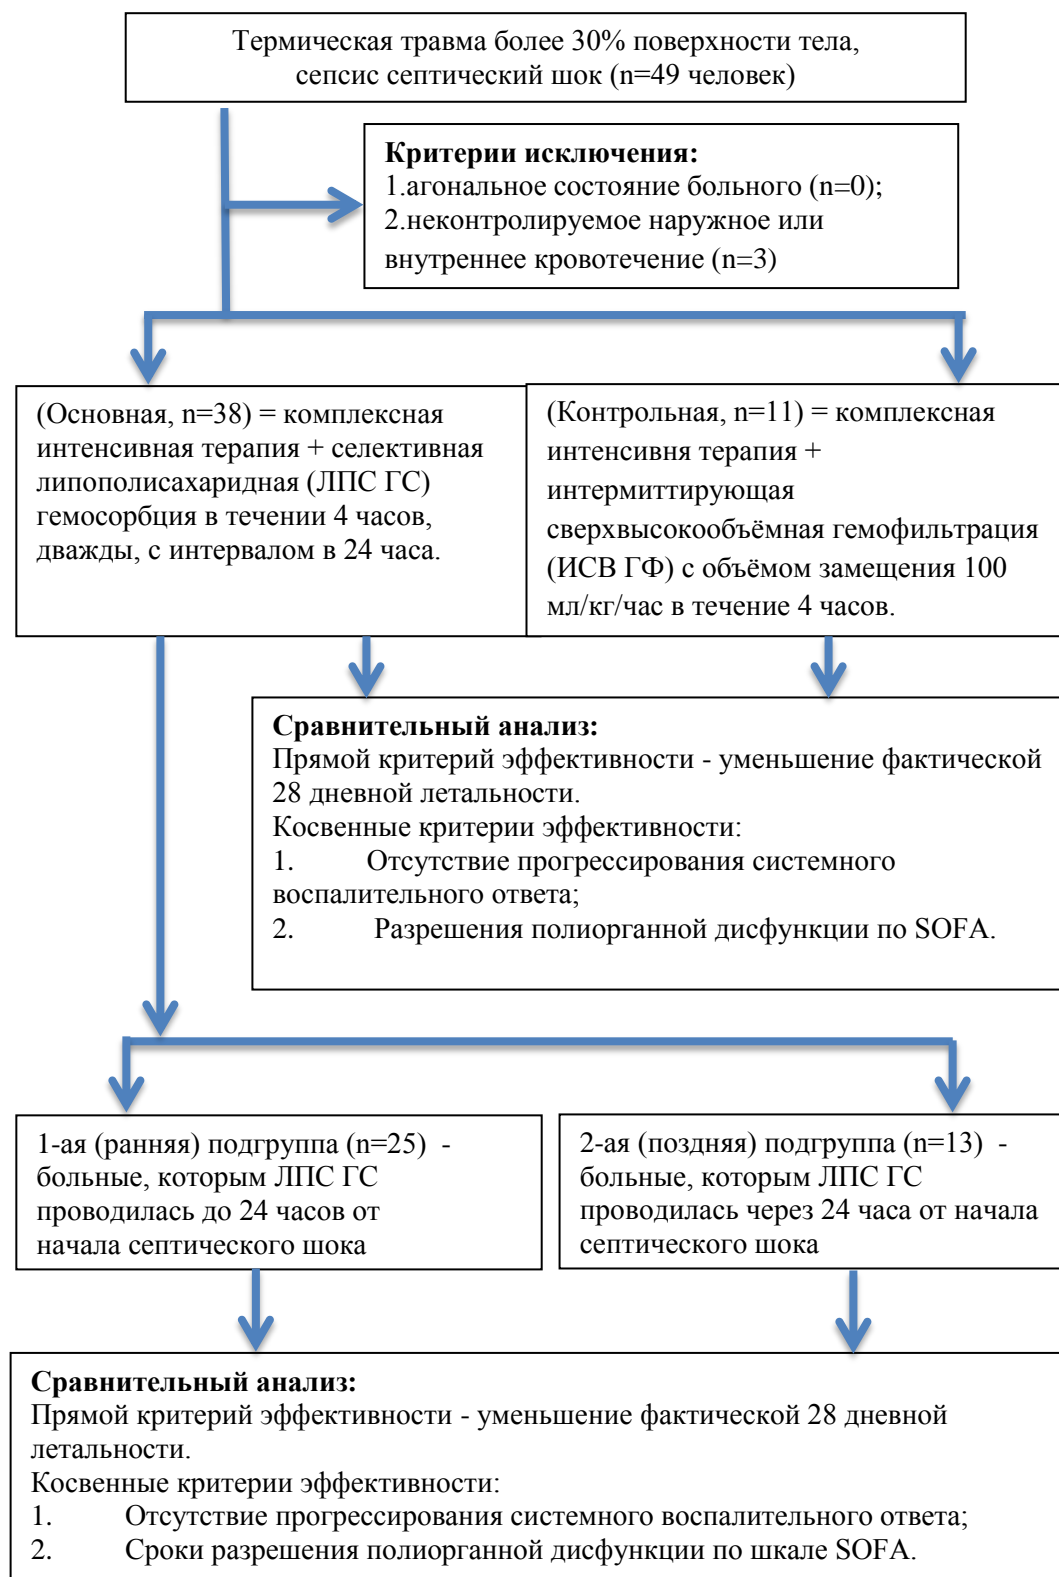 Термическая травма более 30% поверхности тела,
сепсис септический шок (n=49 человек)
Критерии исключения:
1.агональное состояние больного (n=0);
2.неконтролируемое наружное или
внутреннее кровотечение (n=3)
(Основная, n=38) = комплексная
интенсивная терапия + селективная
липополисахаридная (ЛПС ГС)
гемосорбция в течении 4 часов,
дважды, с интервалом в 24 часа.
(Контрольная, n=11) = комплексная
интенсивня терапия +
интермиттирующая
сверхвысокообъёмная гемофильтрация
(ИСВ ГФ) с объёмом замещения 100
мл/кг/час в течение 4 часов.
Сравнительный анализ:
Прямой критерий эффективности - уменьшение фактической
28 дневной летальности.
Косвенные критерии эффективности:
1. Отсутствие прогрессирования системного
воспалительного ответа;
2. Разрешения полиорганной дисфункции по SOFA.
1-ая (ранняя) подгруппа (n=25) -
больные, которым ЛПС ГС
проводилась до 24 часов от
начала септического шока
2-ая (поздняя) подгруппа (n=13) -
больные, которым ЛПС ГС
проводилась через 24 часа от начала
септического шока
Сравнительный анализ:
Прямой критерий эффективности - уменьшение фактической 28 дневной
летальности.
Косвенные критерии эффективности:
1. Отсутствие прогрессирования системного воспалительного ответа;
2. Сроки разрешения полиорганной дисфункции по шкале SOFA.